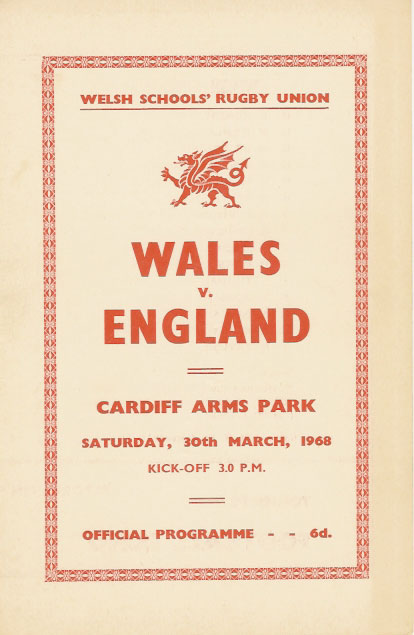 WELSH SCHOOLS' RUGBY UNION
WALES
v.
ENGLAND
CARDIFF ARMS PARK
SATURDAY, 30th MARCH, 1968
KICK-OFF 3.0 P.M.
OFFICIAL PROGRAMME - - 6d.